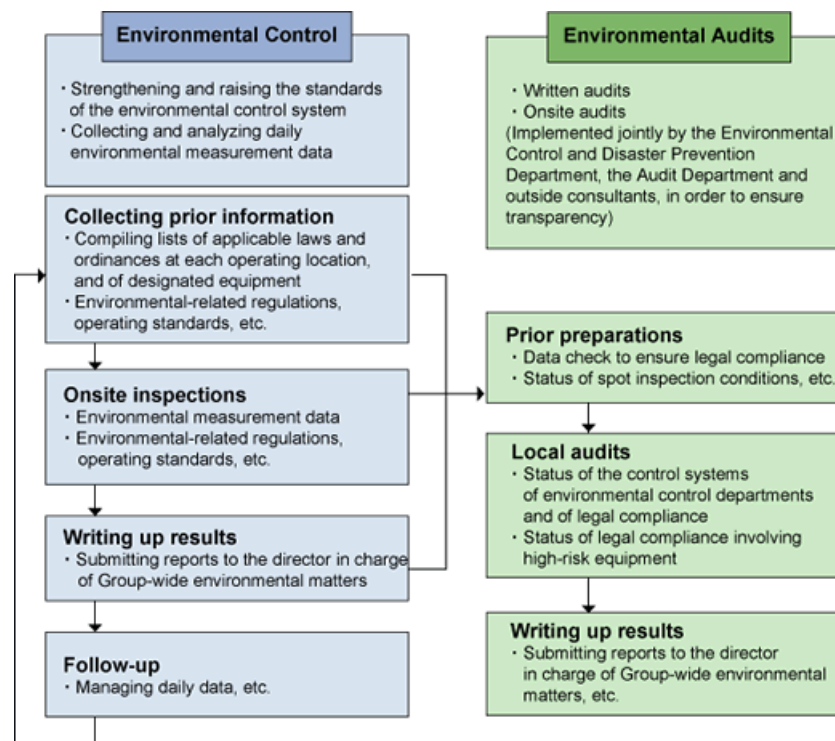 Environmental Control
・Strengthening and raising the standards
of the environmental control system
・Collecting and analyzing daily
environmental measurement data
Collecting prior information
・Compiling lists of applicable laws and
ordinances at each operating location,
and of designated equipment
・Environmental-related regulations,
operating standards, etc.
Onsite inspections
・Environmental measurement data
・Environmental-related regulations,
operating standards, etc.
Writing up results
・Submitting reports to the director in charge
of Group-wide environmental matters
Follow-up
・Managing daily data, etc.
Environmental Audits
・Written audits
・Onsite audits
(Implemented jointly by the Environmental
Control and Disaster Prevention
Department, the Audit Department and
outside consultants, in order to ensure
transparency)
Prior preparations
・Data check to ensure legal compliance
・Status of spot inspection conditions, etc.
Local audits
・Status of the control systems
of environmental control departments
and of legal compliance
・Status of legal compliance involving
high-risk equipment
Writing up results
・Submitting reports to the director
in charge of Group-wide environmental
matters, etc.